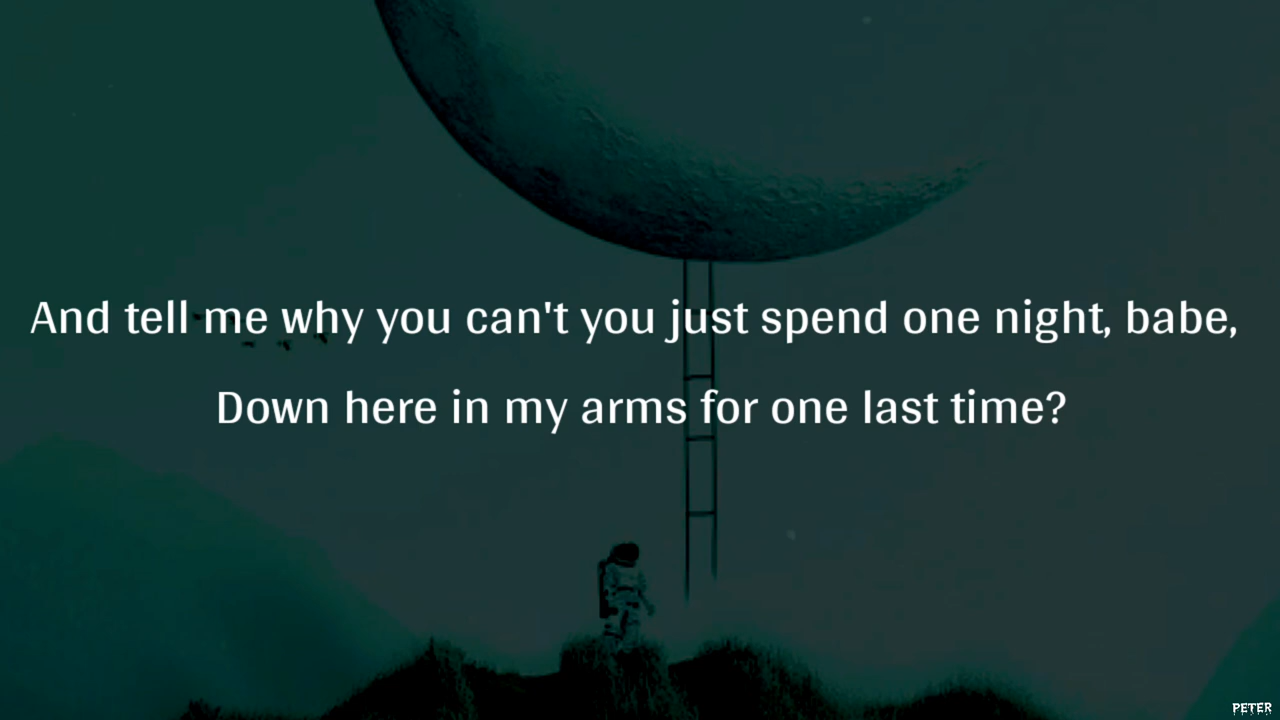 And tell me why you can't you just spend one night, babe,
Down here in my arms for one last time?
PETER